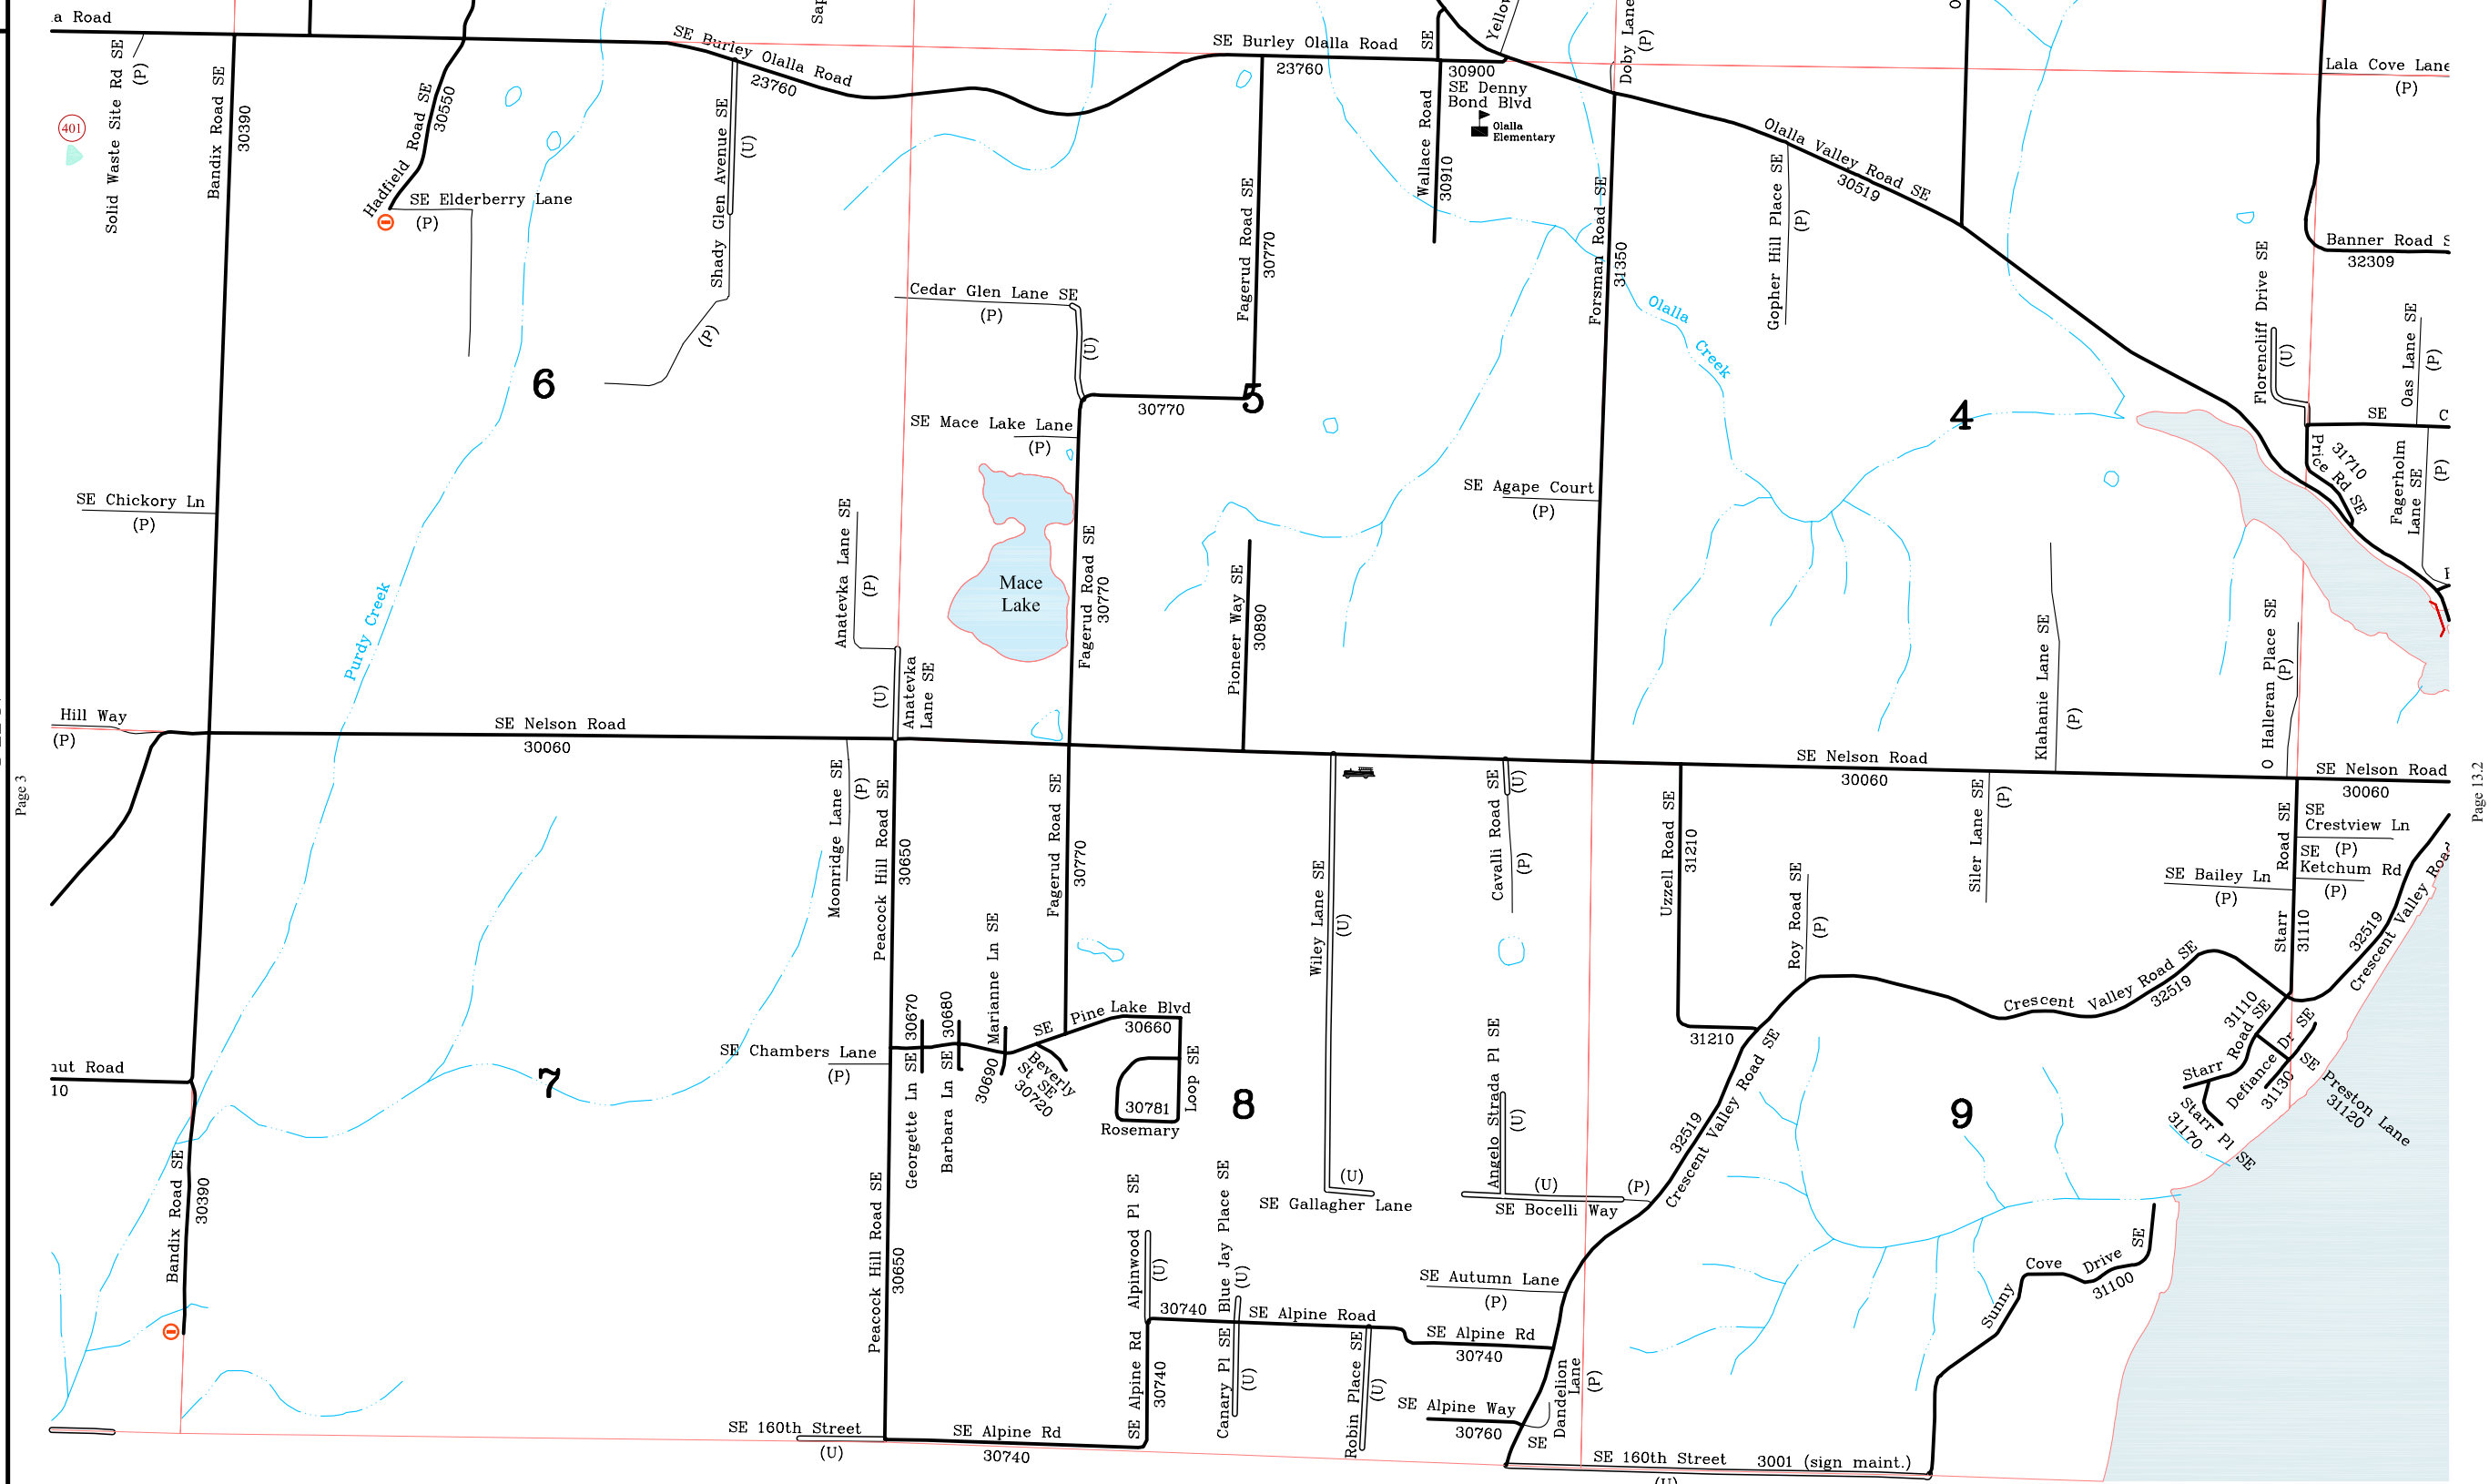 la Road
Solid Waste Site Rd SE
(P)
401
Bandix Road SE
30390
Hadfield Road SE
30550
SE Elderberry Lane
(P)
SE Burley Olalla Road
23760
Shady Glen Avenue SE
(U)
(P)
Sap
SE Burley Olalla Road
23760
SE
Yellow
30900
SE Denny
Bond Blvd
Olalla
Elementary
Wallace Road
30910
Doby Lane
(P)
Olalla Valley Road SE
30519
Gopher Hill Place SE
(P)
O
Lala Cove Lane
(P)
Banner Road S
32309
Florencliff Drive SE
(U)
Oas Lane SE
(P)
SE
C
Price Rd SE
31710
Fagerholm
Lane SE
(P)
Cedar Glen Lane SE
(P)
(U)
Fagerud Road SE
30770
30770
5
6
4
SE Mace Lake Lane
(P)
Forsman Road SE
31350
Olalla
Creek
SE Agape Court
(P)
SE Chickory Ln
(P)
Purdy Creek
Anatevka Lane SE
(P)
Mace
Lake
Fagerud Road SE
30770
Pioneer Way SE
30890
Anatevka
Lane SE
(U)
Klahanie Lane SE
(P)
O Halleran Place SE
(P)
Page 3
Page 13.2
Hill Way
(P)
SE Nelson Road
30060
SE Nelson Road
30060
SE Nelson Road
30060
Moonridge Lane SE
(P)
Peacock Hill Road SE
30650
Fagerud Road SE
30770
Wiley Lane SE
(U)
Cavalli Road SE
(U)
(P)
Uzzell Road SE
31210
31210
Roy Road SE
(P)
Siler Lane SE
(P)
SE
Crestview Ln
(P)
SE
Ketchum Rd
(P)
SE Bailey Ln
(P)
Starr Road SE
31110
Crescent Valley Road
32519
Crescent Valley Road SE
32519
31110
Starr Road SE
Defiance Dr SE
31130
SE Preston Lane
31120
Starr Pl SE
31170
nut Road
10
7
SE Chambers Lane
(P)
Georgette Ln SE
30670
Barbara Ln SE
30680
Marianne Ln SE
30690
SE Pine Lake Blvd
30660
Beverly
St SE
30720
Loop SE
30781
Rosemary
8
9
Angelo Strada Pl SE
(U)
Crescent Valley Road SE
32519
SE Gallagher Lane
(U)
SE Bocelli Way
(U)
(P)
Bandix Road SE
30390
Peacock Hill Road SE
30650
Alpinwood Pl SE
(U)
Blue Jay Place SE
(U)
30740
SE Alpine Road
SE Autumn Lane
(P)
SE Alpine Rd
30740
SE Alpine Rd
30740
Canary Pl SE
(U)
Robin Place SE
(U)
SE Alpine Way
30760
Dandelion
Lane
SE
(P)
Sunny Cove Drive SE
31100
SE 160th Street
(U)
SE Alpine Rd
30740
SE 160th Street
3001 (sign maint.)
(U)